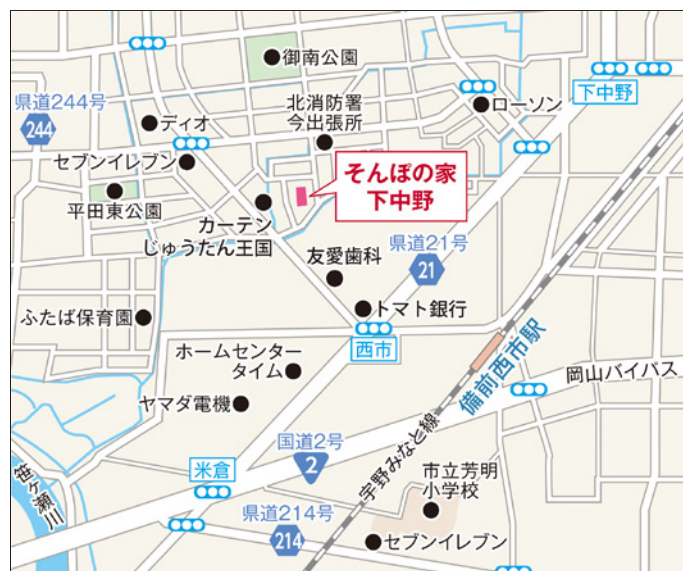 御南公園
県道244号
244
ディオ
北消防署
今出張所
ローソン
下中野
セブンイレブン
平田東公園
そんぽの家
下中野
カーテン
じゅうたん王国
友愛歯科
県道21号
21
トマト銀行
ふたば保育園
西市
備前西市駅
ホームセンター
タイム
岡山バイパス
ヤマダ電機
国道2号
2
米倉
宇野みなと線
笹ヶ瀬川
市立芳明
小学校
県道214号
214
セブンイレブン